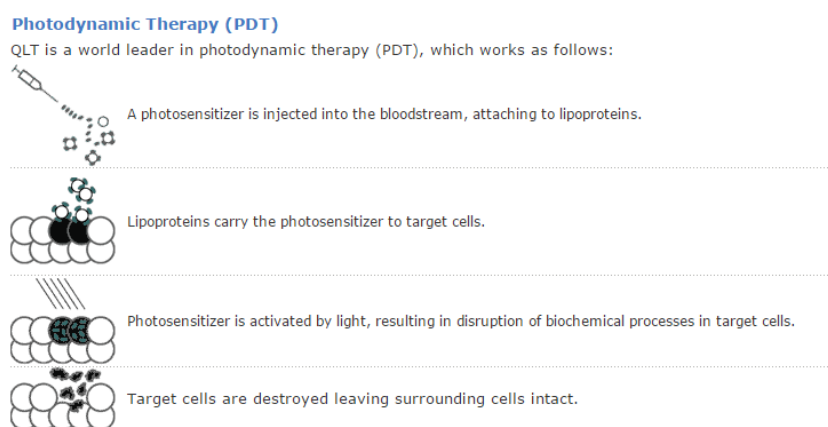 Photodynamic Therapy (PDT)
QLT is a world leader in photodynamic therapy (PDT), which works as follows:
A photosensitizer is injected into the bloodstream, attaching to lipoproteins.
Lipoproteins carry the photosensitizer to target cells.
Photosensitizer is activated by light, resulting in disruption of biochemical processes in target cells.
Target cells are destroyed leaving surrounding cells intact.